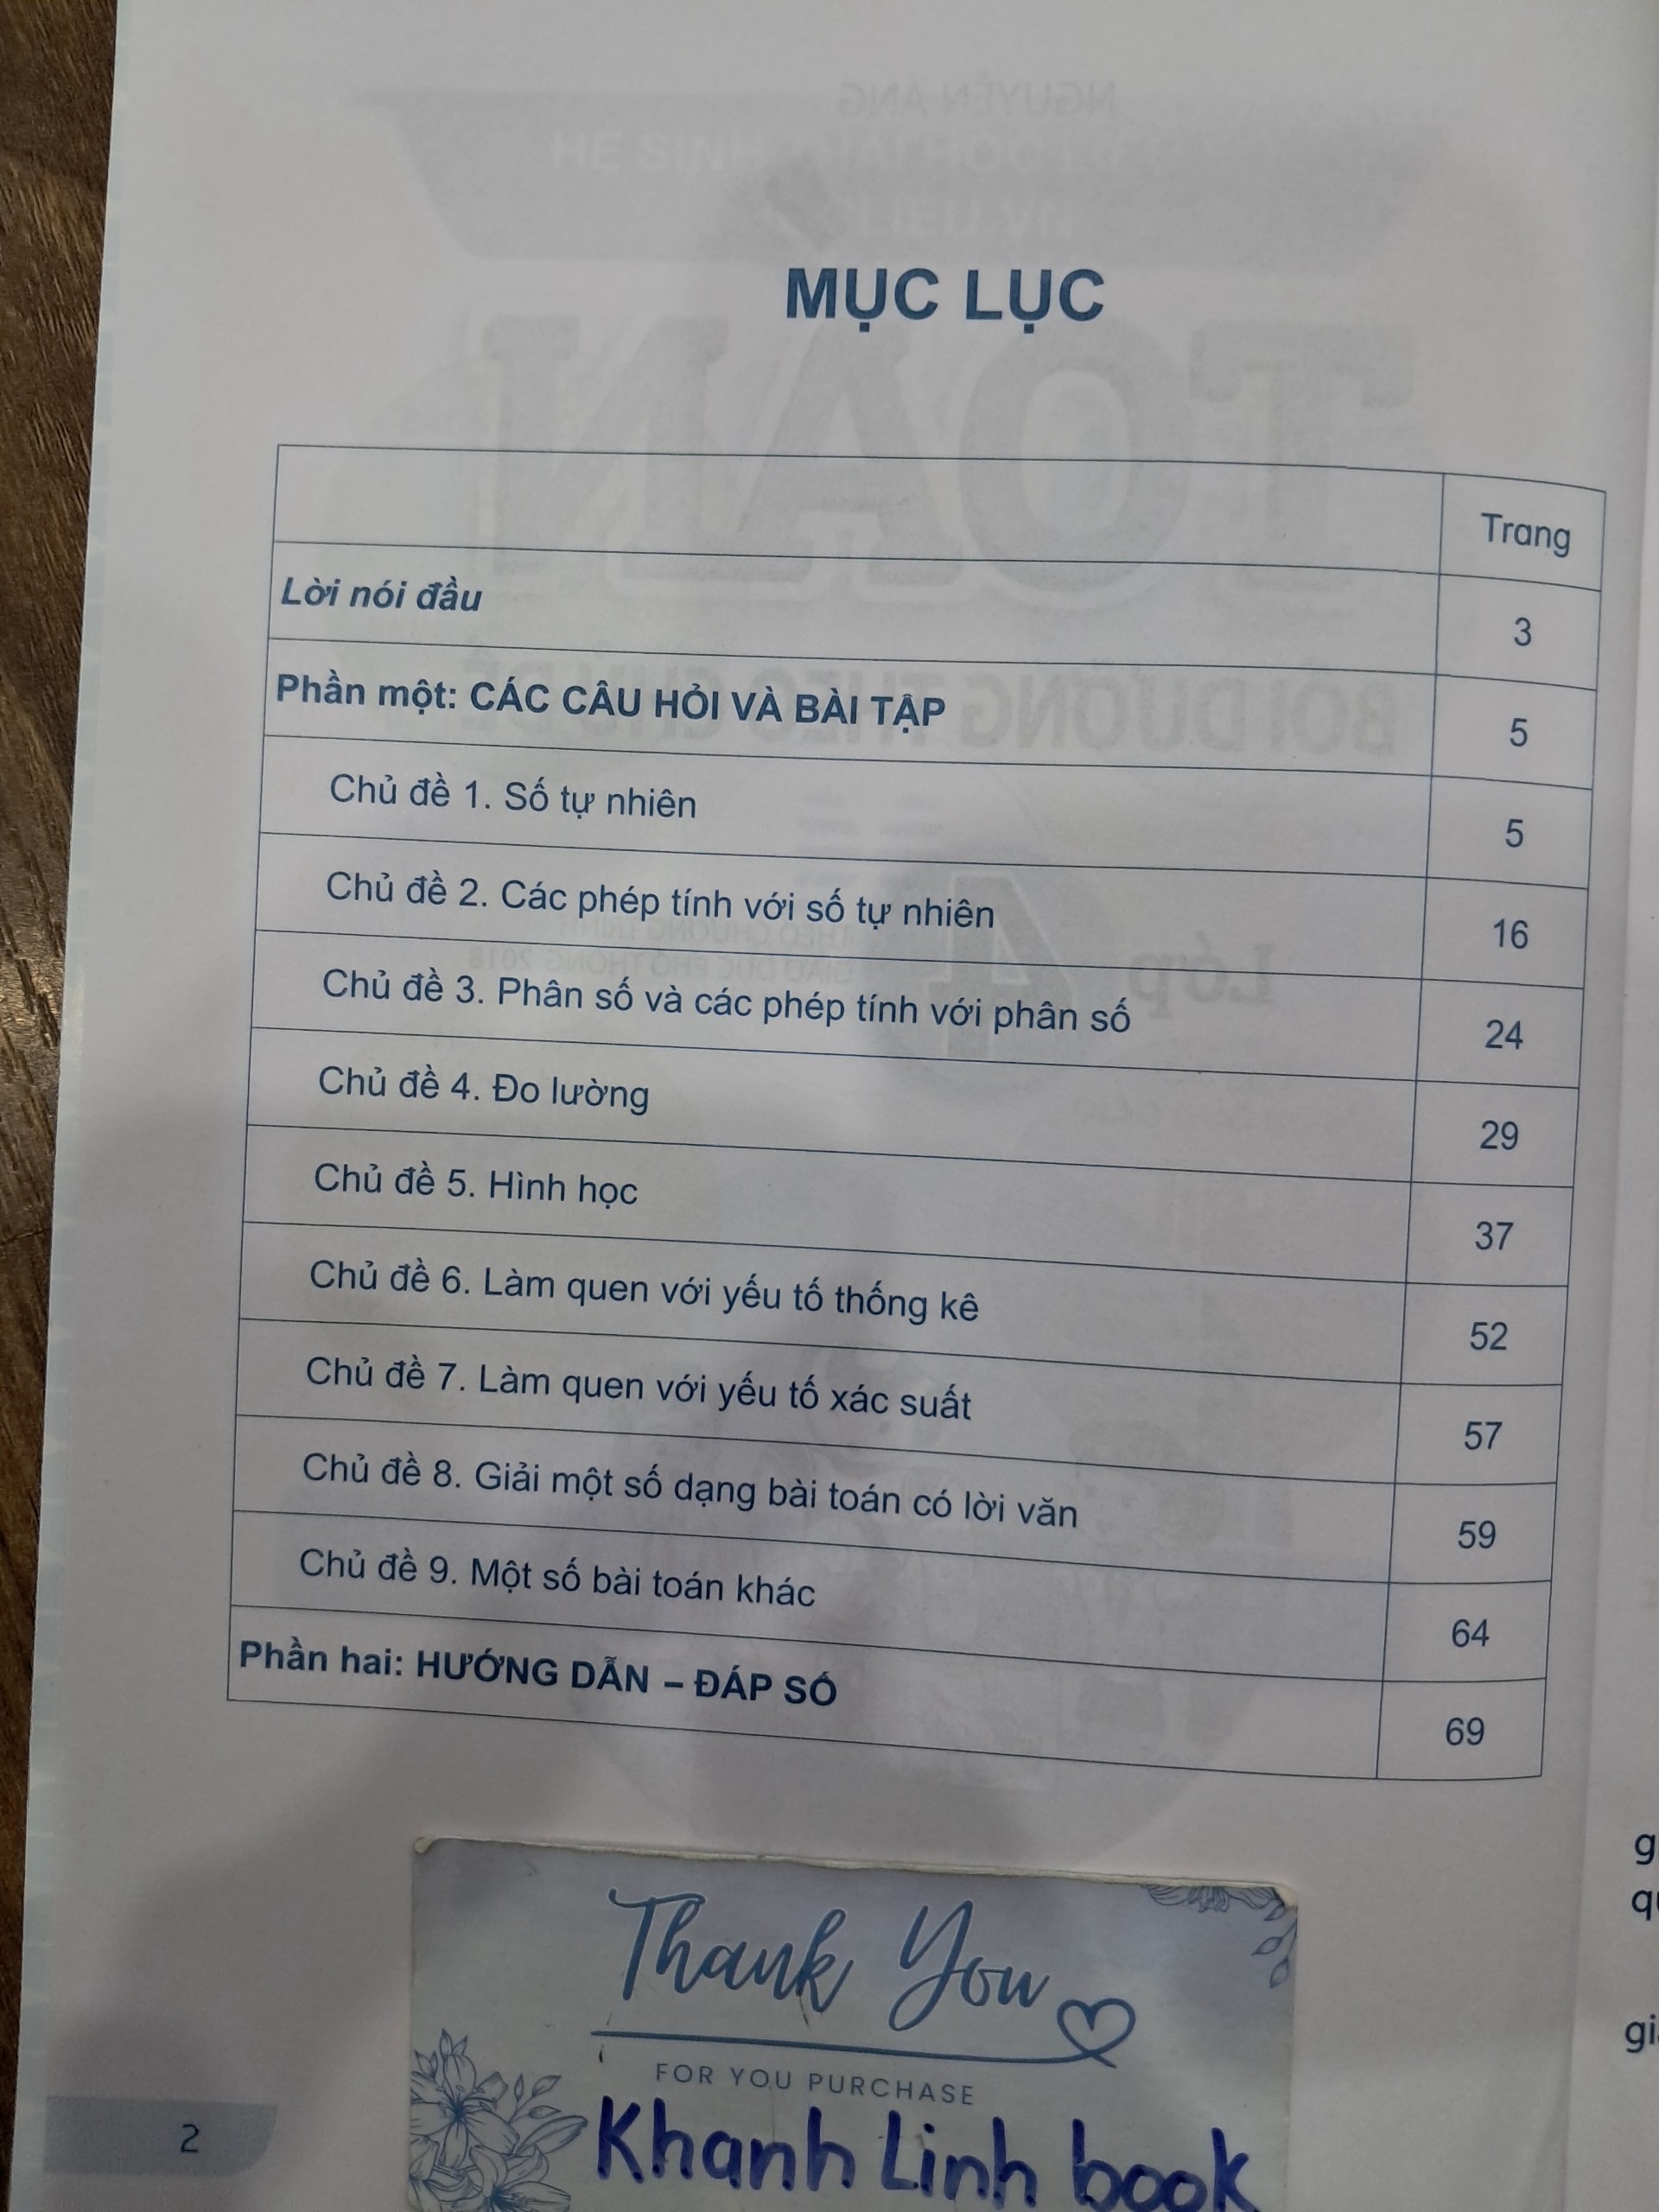 MỤC LỤC
Trang
Lời nói đầu 3
Phần một: CÁC CÂU HỎI VÀ BÀI TẬP 5
Chủ đề 1. Số tự nhiên 5
Chủ đề 2. Các phép tính với số tự nhiên 16
Chủ đề 3. Phân số và các phép tính với phân số 24
Chủ đề 4. Đo lường 29
Chủ đề 5. Hình học 37
Chủ đề 6. Làm quen với yếu tố thống kê 52
Chủ đề 7. Làm quen với yếu tố xác suất 57
Chủ đề 8. Giải một số dạng bài toán có lời văn 59
Chủ đề 9. Một số bài toán khác 64
Phần hai: HƯỚNG DẪN – ĐÁP SỐ 69
Thank You
FOR YOU PURCHASE
Khanh Linh book
2